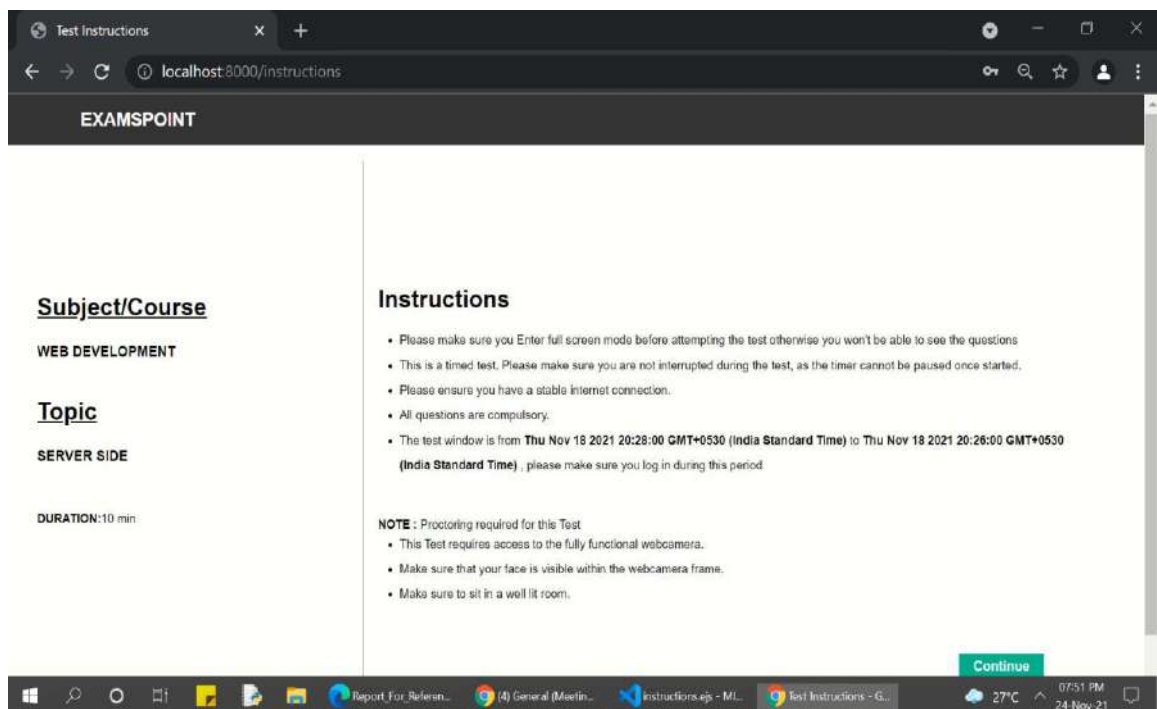 Test Instructions
localhost:8000/instructions
EXAMSPOINT
Subject/Course
WEB DEVELOPMENT
Topic
SERVER SIDE
DURATION:10 min
Instructions
Please make sure you Enter full screen mode before attempting the test otherwise you won't be able to see the questions
This is a timed test. Please make sure you are not interrupted during the test, as the timer cannot be paused once started.
Please ensure you have a stable internet connection.
All questions are compulsory.
The test window is from Thu Nov 18 2021 20:28:00 GMT+0530 (India Standard Time) to Thu Nov 18 2021 20:26:00 GMT+0530
(India Standard Time) , please make sure you log in during this period
NOTE : Proctoring required for this Test
This Test requires access to the fully functional webcamera.
Make sure that your face is visible within the webcamera frame.
Make sure to sit in a well lit room.
Continue
Report_For_Referen...
(4) General (Meetin...
instructions.ejs - MI...
Test Instructions - G...
27°C
07:51 PM
24-Nov-21